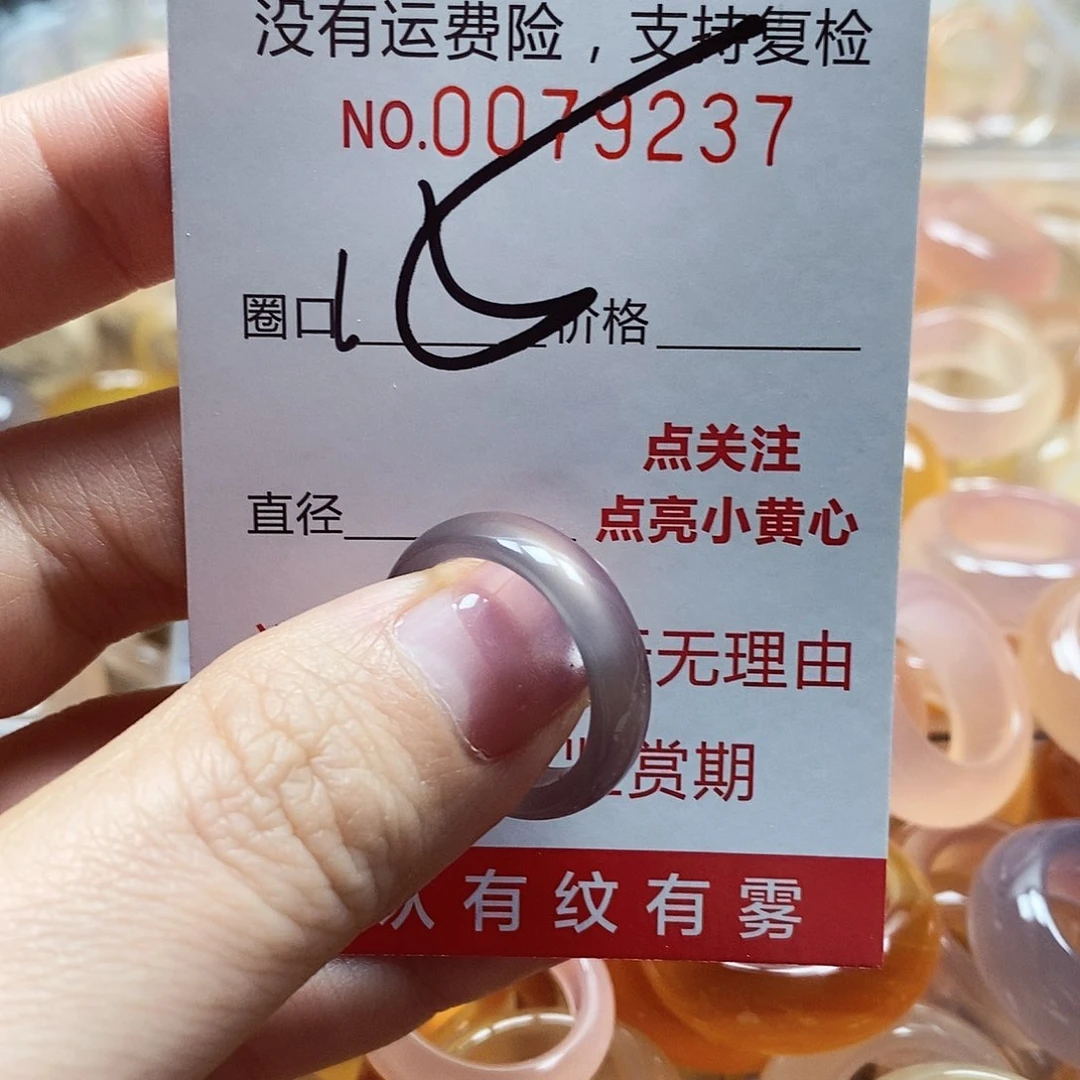 没有运费险，支持复检
NO.0079237
圈口 价格
直径
点关注
点亮小黄心
无理由
赏期
有纹有雾